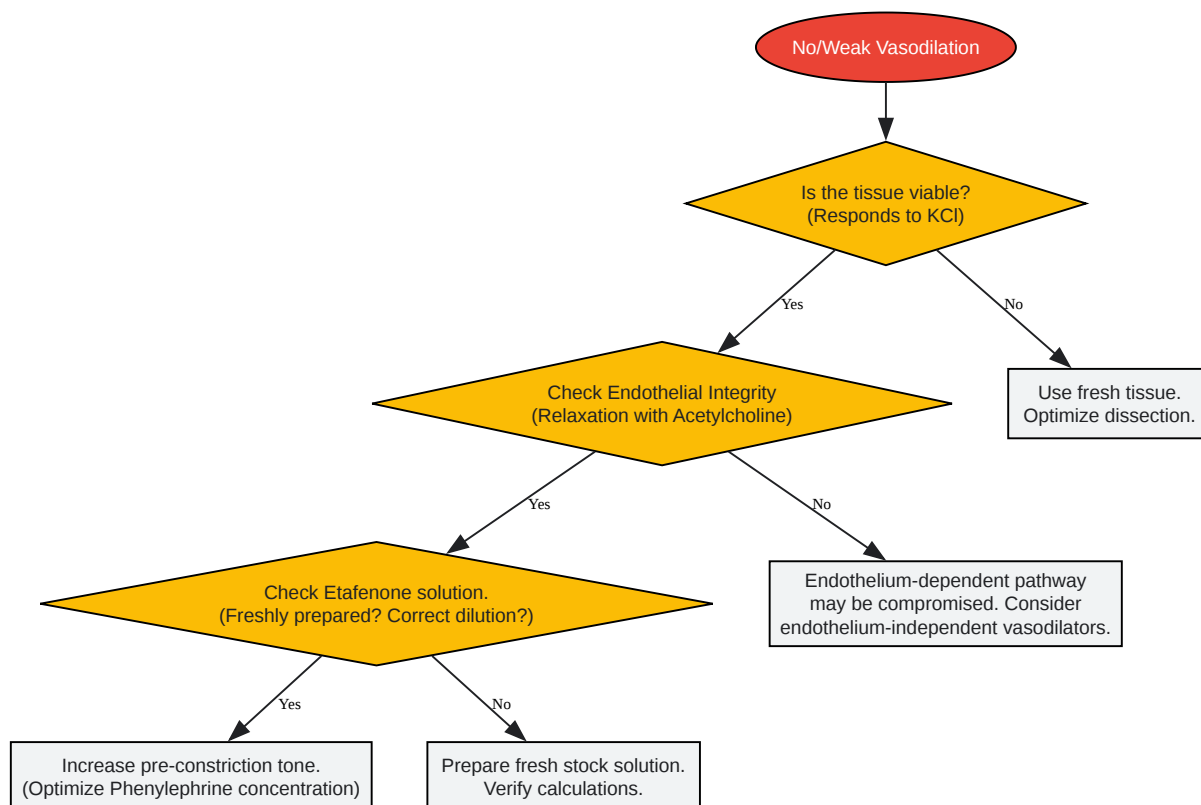 No/Weak Vasodilation
Is the tissue viable?
(Responds to KCl)
Yes
No
Check Endothelial Integrity
(Relaxation with Acetylcholine)
Use fresh tissue.
Optimize dissection.
Yes
No
Check Etafenone solution.
(Freshly prepared? Correct dilution?)
Endothelium-dependent pathway
may be compromised. Consider
endothelium-independent vasodilators.
Yes
No
Increase pre-constriction tone.
(Optimize Phenylephrine concentration)
Prepare fresh stock solution.
Verify calculations.